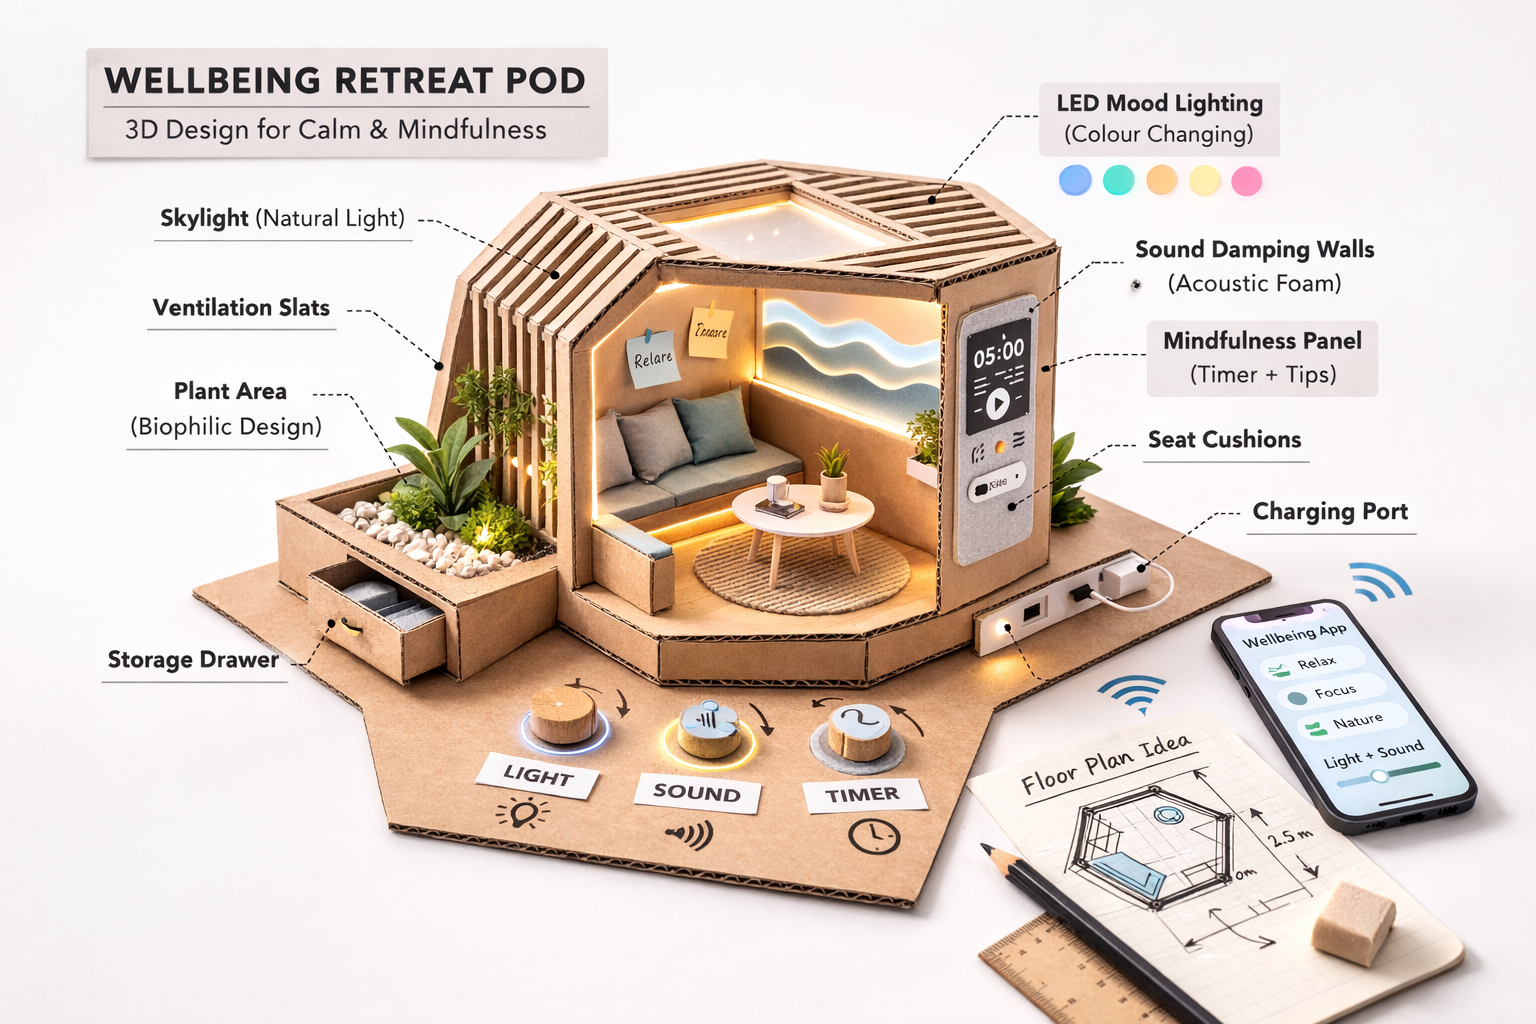 WELLBEING RETREAT POD
3D Design for Calm & Mindfulness
LED Mood Lighting
(Colour Changing)
Skylight (Natural Light)
Sound Damping Walls
(Acoustic Foam)
Ventilation Slats
Mindfulness Panel
(Timer + Tips)
Plant Area
(Biophilic Design)
Seat Cushions
Charging Port
Storage Drawer
Relare
05:00
LIGHT
SOUND
TIMER
Wellbeing App
Relax
Focus
Nature
Light + Sound
Floor Plan Idea
2.5 m
0m